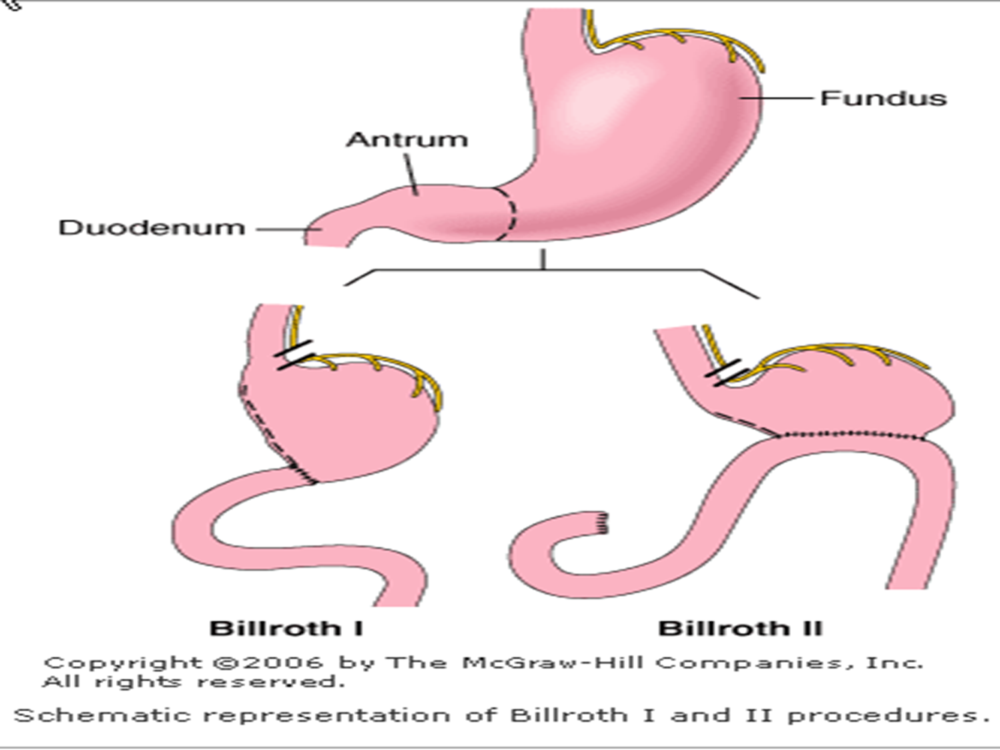 Fundus
Antrum
Duodenum
Billroth I
Billroth II
Copyright ©2006 by The McGraw-Hill Companies, Inc.
All rights reserved.
Schematic representation of Billroth I and II procedures.